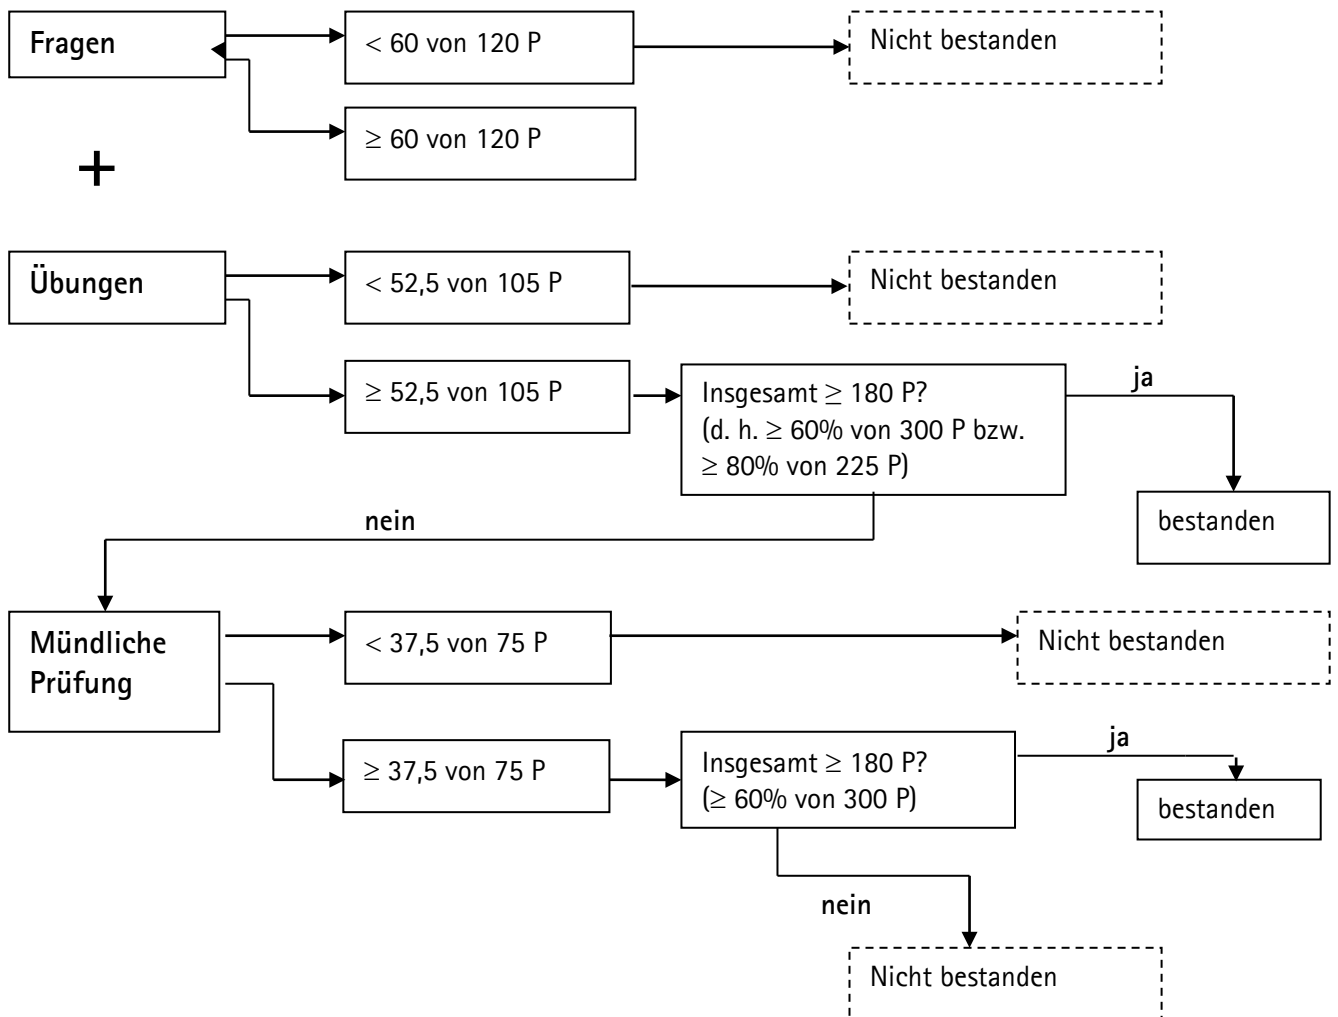 Fragen
< 60 von 120 P
Nicht bestanden
≥ 60 von 120 P
+
Übungen
< 52,5 von 105 P
Nicht bestanden
≥ 52,5 von 105 P
Insgesamt ≥ 180 P?
(d. h. ≥ 60% von 300 P bzw.
≥ 80% von 225 P)
ja
bestanden
nein
Mündliche
Prüfung
< 37,5 von 75 P
Nicht bestanden
≥ 37,5 von 75 P
Insgesamt ≥ 180 P?
(≥ 60% von 300 P)
ja
bestanden
nein
Nicht bestanden